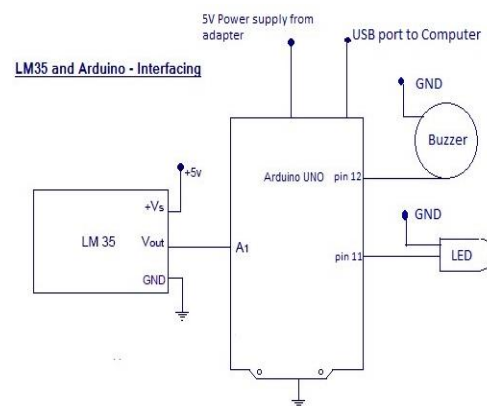 5V Power supply from
adapter
USB port to Computer
LM35 and Arduino - Interfacing
GND
Buzzer
Arduino UNO
pin 12
+5v
+Vs
LM 35
Vout
A1
GND
GND
pin 11
LED